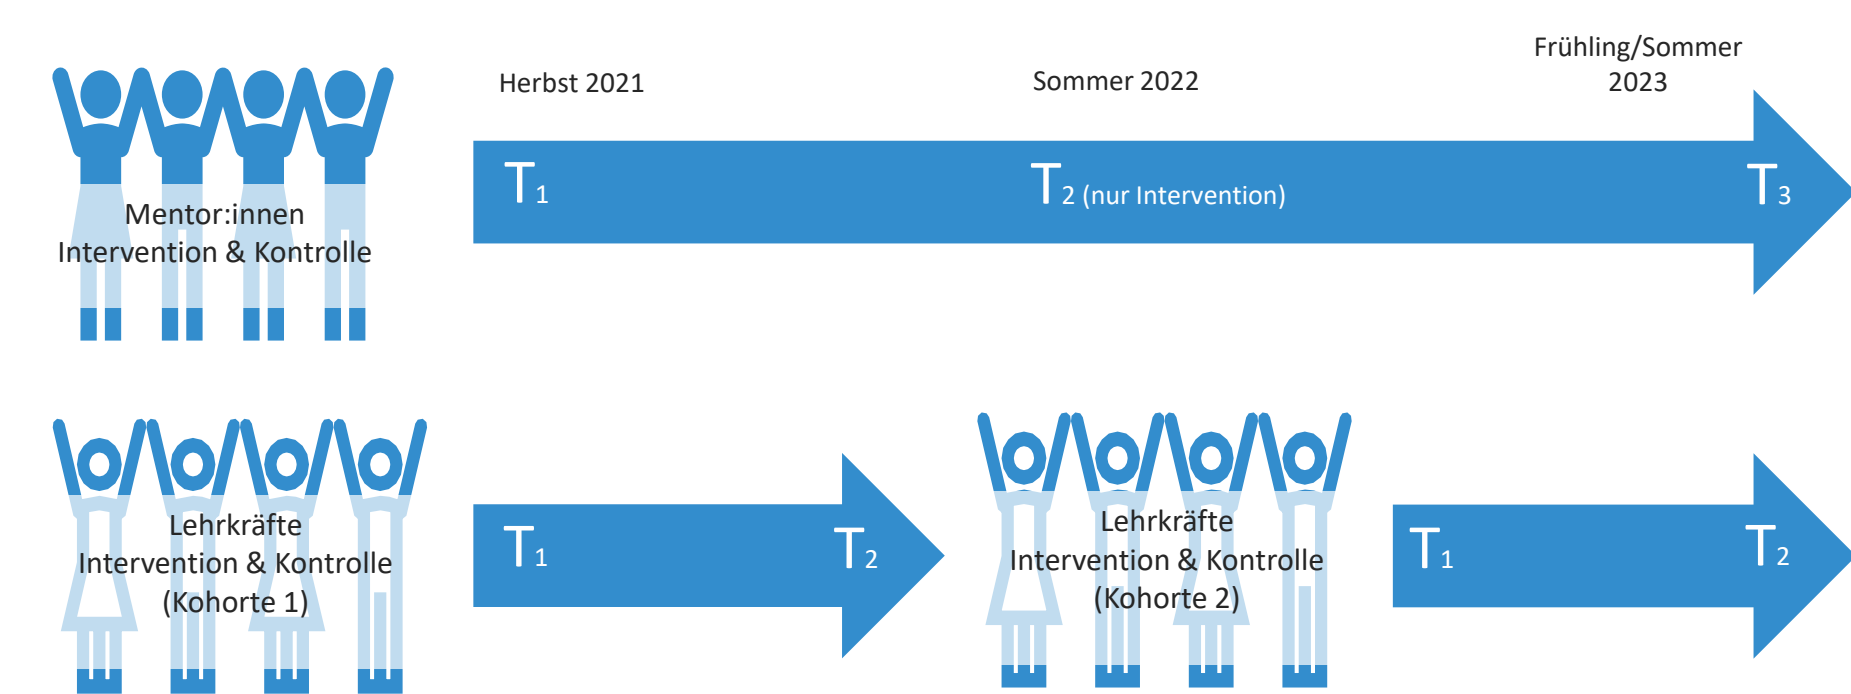 Herbst 2021
Sommer 2022
Frühling/Sommer
2023
Mentor:innen
Intervention & Kontrolle
T1
T2 (nur Intervention)
T3
Lehrkräfte
Intervention & Kontrolle
(Kohorte 1)
T1
T2
Lehrkräfte
Intervention & Kontrolle
(Kohorte 2)
T1
T2